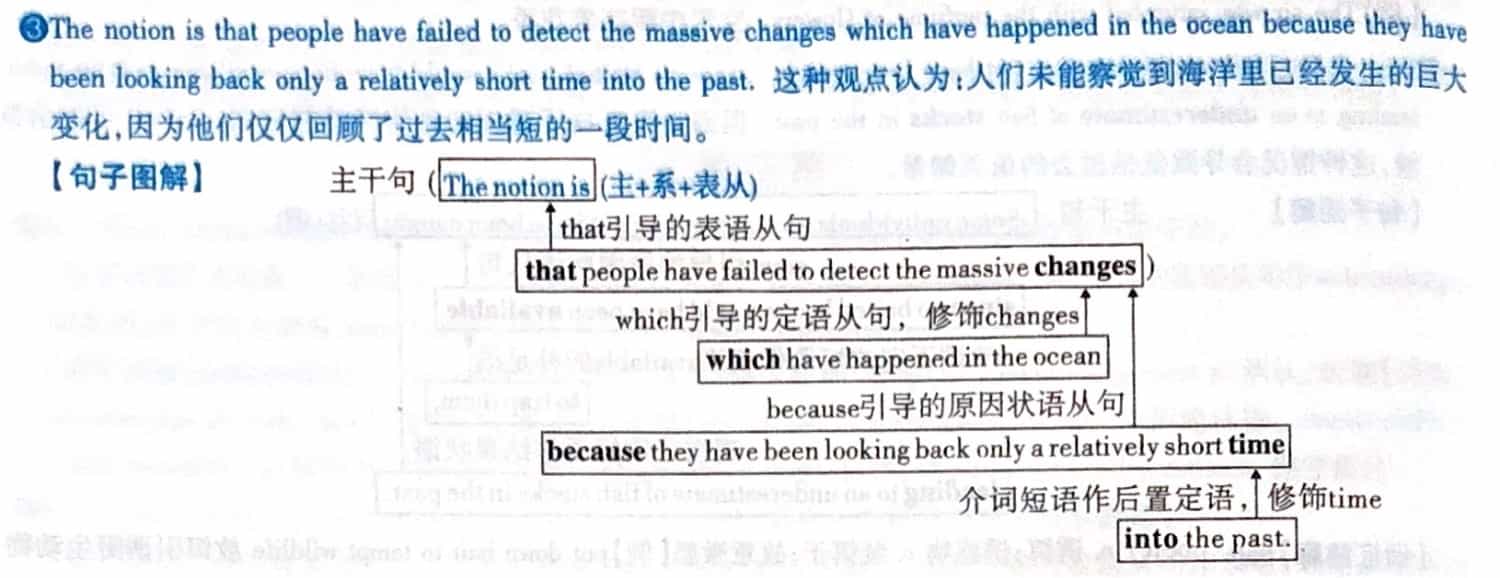 ❸The notion is that people have failed to detect the massive changes which have happened in the ocean because they have
been looking back only a relatively short time into the past. 这种观点认为:人们未能察觉到海洋里已经发生的巨大
变化,因为他们仅仅回顾了过去相当短的一段时间。
【句子图解】 主干句 (The notion is (主+系+表从)
that引导的表语从句
that people have failed to detect the massive changes)
which引导的定语从句，修饰changes
which have happened in the ocean
because引导的原因状语从句
because they have been looking back only a relatively short time
介词短语作后置定语，修饰time
into the past.